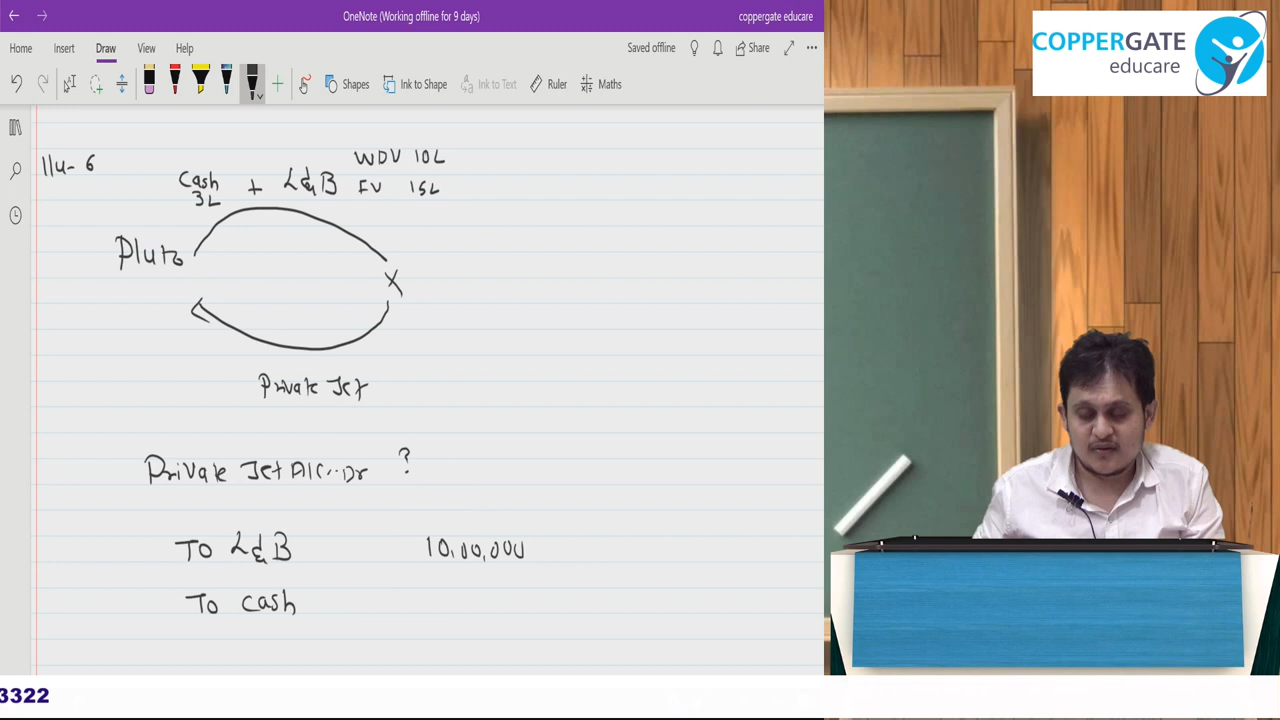 OneNote (Working offline for 9 days)
coppergate educare
Home Insert Draw View Help
Saved offline
Share
Shapes
Ink to Shape
Ink to Text
Ruler
Maths
COPPERGATE
educare
Ill-6
Cash + L&B WDV 10L
3L FV 15L
Pluto
X
Private Jet
Private Jet A/C..Dr ?
To L&B 10,00,000
To cash
3322